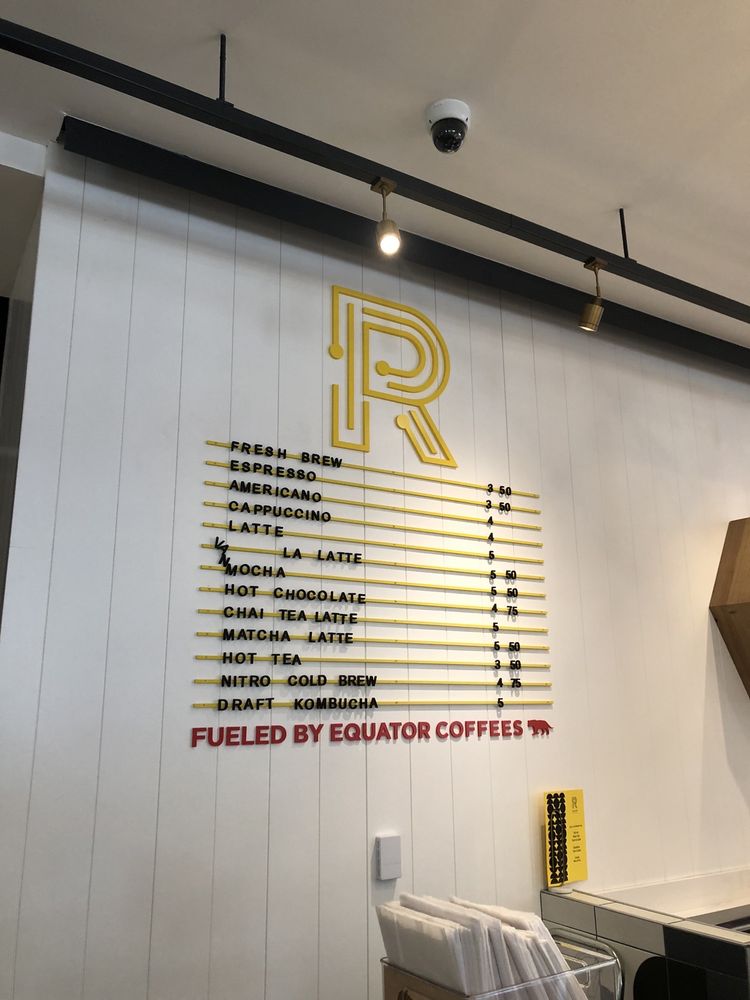 R
FRESH BREW 3 50
ESPRESSO 3 50
AMERICANO 4
CAPPUCCINO 4
LATTE 5
VAN LA LATTE 5 50
MOCHA 5 50
HOT CHOCOLATE 4 75
CHAI TEA LATTE 5
MATCHA LATTE 5 50
HOT TEA 3 50
NITRO COLD BREW 4 75
DRAFT KOMBUCHA 5
FUELED BY EQUATOR COFFEES